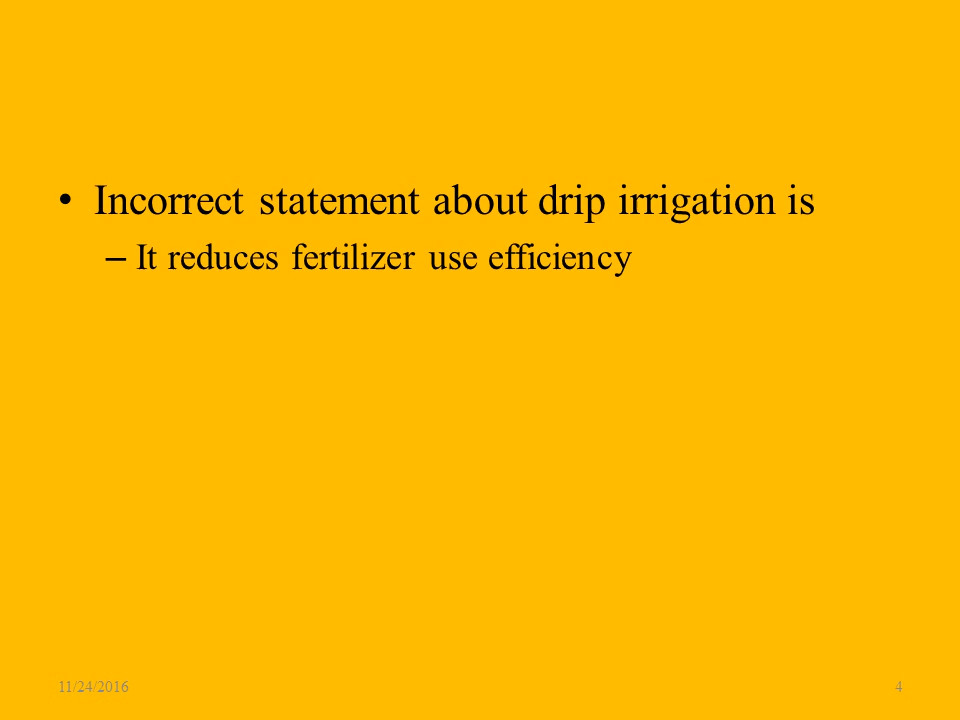 • Incorrect statement about drip irrigation is
– It reduces fertilizer use efficiency
11/24/2016
4